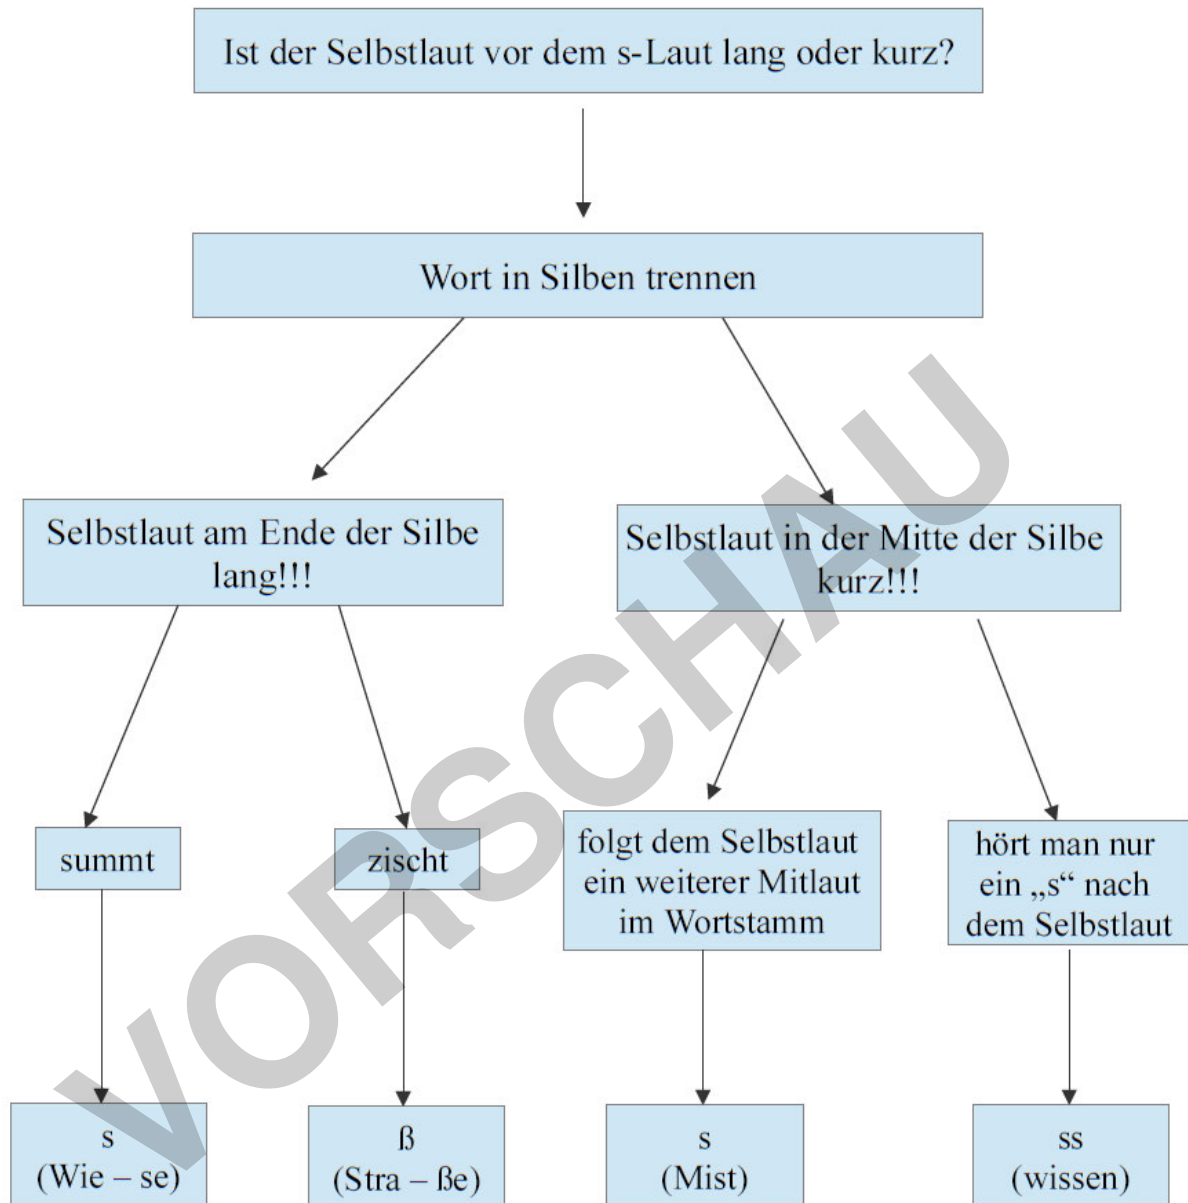 Ist der Selbstlaut vor dem s-Laut lang oder kurz?
Wort in Silben trennen
Selbstlaut am Ende der Silbe
lang!!!
Selbstlaut in der Mitte der Silbe
kurz!!!
summt
zischt
folgt dem Selbstlaut
ein weiterer Mitlaut
im Wortstamm
hört man nur
ein „s“ nach
dem Selbstlaut
s
(Wie – se)
ß
(Stra – ße)
s
(Mist)
ss
(wissen)
VORSCHAU